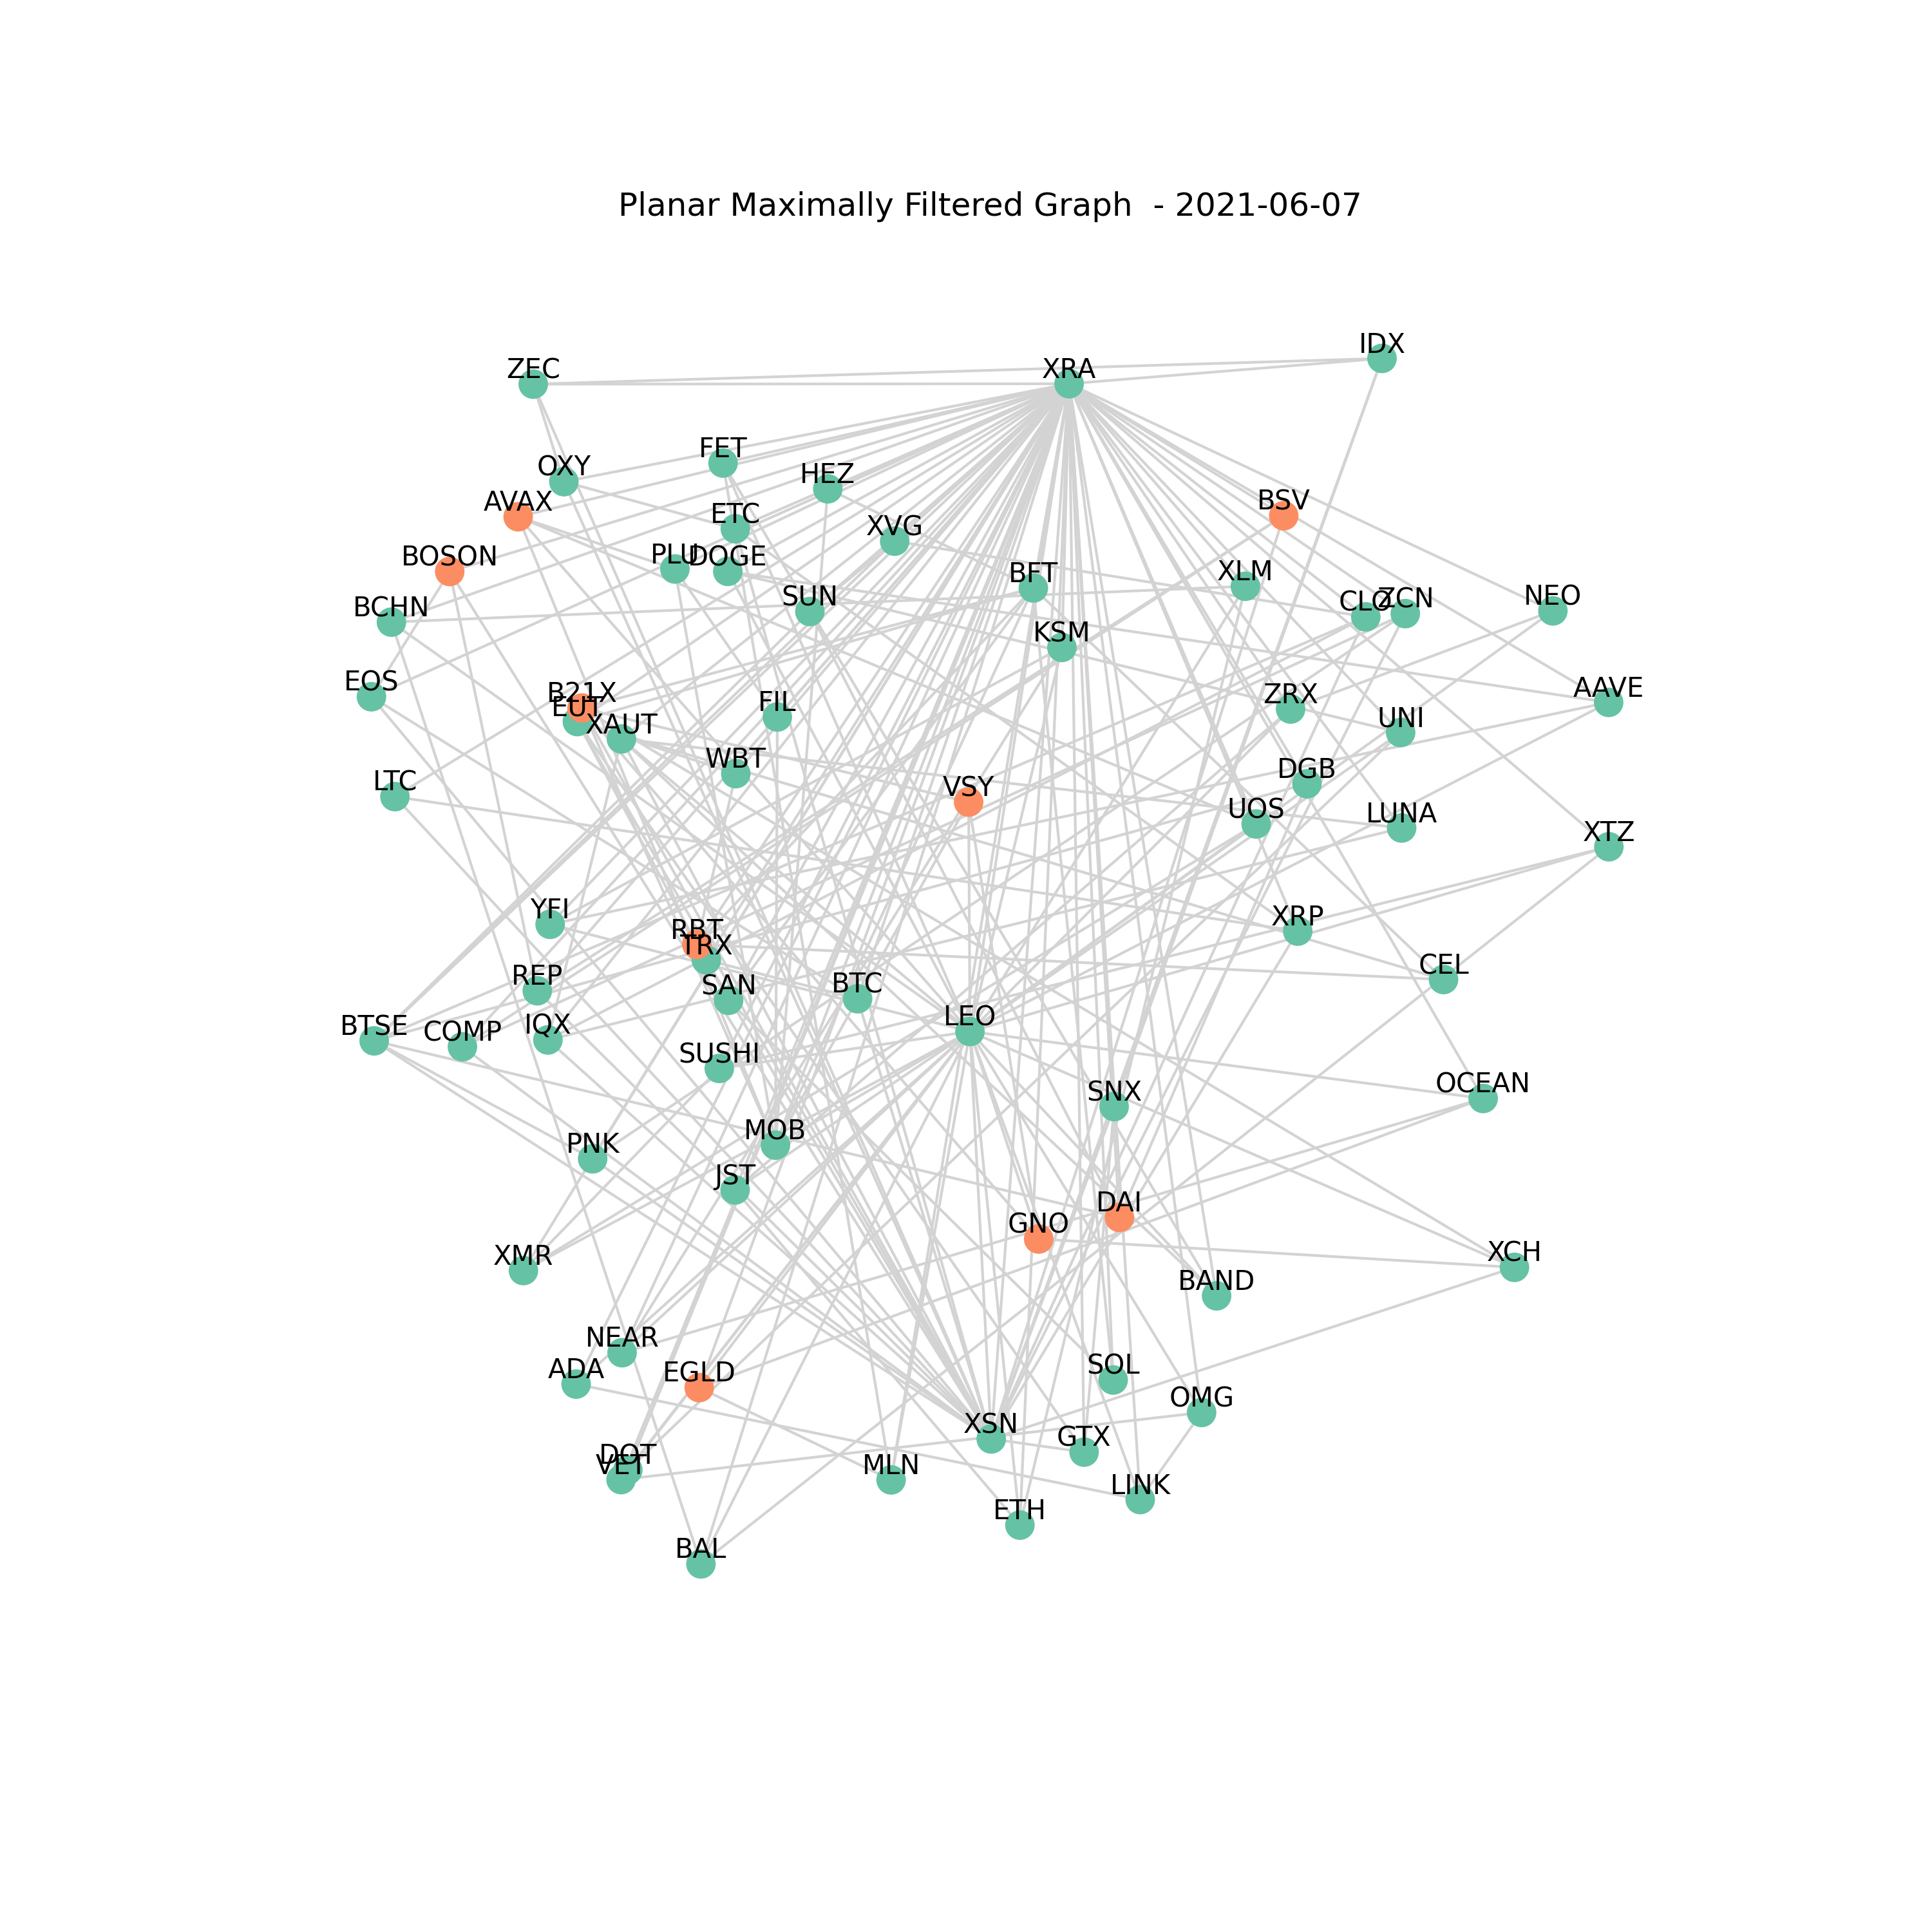 Planar Maximally Filtered Graph - 2021-06-07
IDX
ZEC
XRA
FET
OXY
HEZ
AVAX
BSV
ETC
XVG
BOSON
PLU
DOGE
BFT
XLM
BCHN
SUN
CLO
ZCN
NEO
KSM
EOS
B21X
EUT
XAUT
FIL
ZRX
UNI
AAVE
WBT
DGB
LTC
VSY
UOS
LUNA
XTZ
YFI
RBT
TRX
XRP
REP
SAN
BTC
CEL
BTSE
COMP
IQX
LEO
SUSHI
SNX
OCEAN
PNK
MOB
JST
DAI
GNO
XMR
BAND
XCH
NEAR
ADA
EGLD
SOL
OMG
XSN
GTX
DOT
VET
MLN
LINK
ETH
BAL